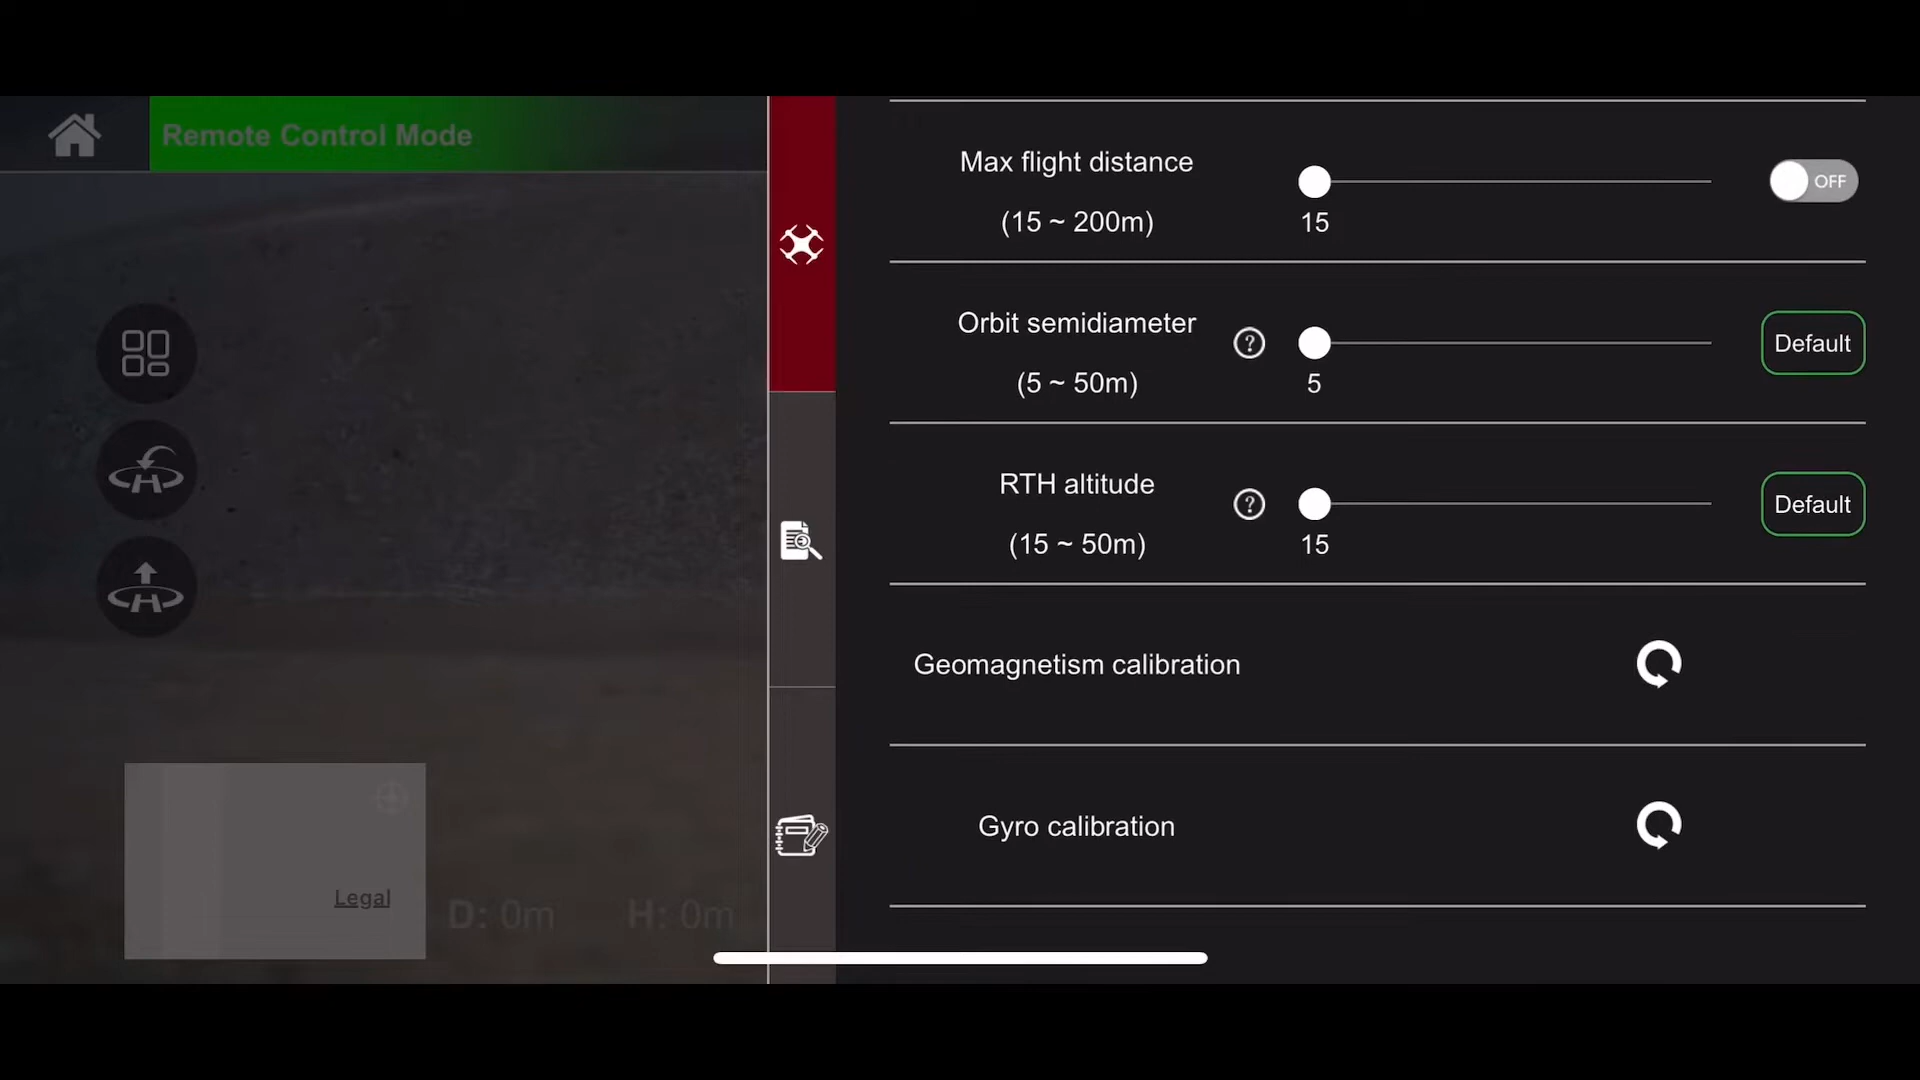 Remote Control Mode
Max flight distance
(15 ~ 200m)
15
OFF
Orbit semidiameter
(5 ~ 50m)
?
5
Default
RTH altitude
(15 ~ 50m)
?
15
Default
Geomagnetism calibration
Gyro calibration
Legal
D: 0m H: 0m